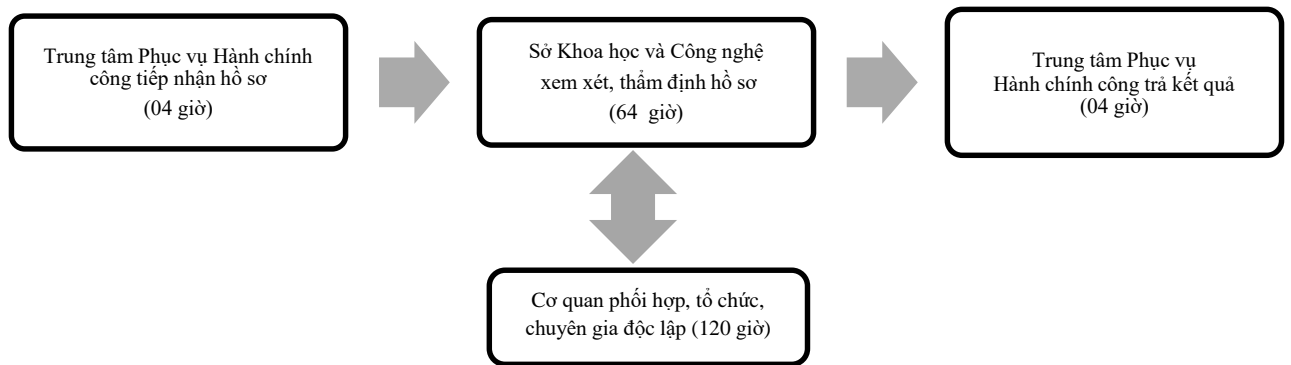 Trung tâm Phục vụ Hành chính
công tiếp nhận hồ sơ
(04 giờ)
Sở Khoa học và Công nghệ
xem xét, thẩm định hồ sơ
(64 giờ)
Trung tâm Phục vụ
Hành chính công trả kết quả
(04 giờ)
Cơ quan phối hợp, tổ chức,
chuyên gia độc lập (120 giờ)